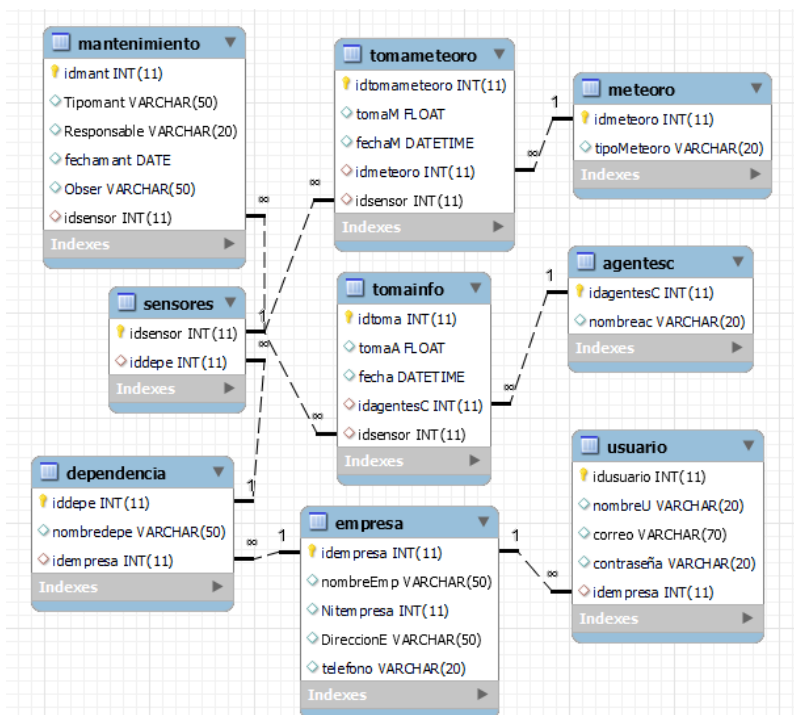 mantenimiento
idmant INT(11)
Tipomant VARCHAR(50)
Responsable VARCHAR(20)
fechamant DATE
Obser VARCHAR(50)
idsensor INT(11)
Indexes
tomameteoro
idtomameteoro INT(11)
tomaM FLOAT
fechaM DATETIME
idmeteoro INT(11)
idsensor INT(11)
Indexes
meteoro
idmeteoro INT(11)
tipoMeteoro VARCHAR(20)
Indexes
1
∞
∞
∞
sensores
idsensor INT(11)
iddepe INT(11)
Indexes
1
∞
∞
tomainfo
idtoma INT(11)
tomaA FLOAT
fecha DATETIME
idagentesC INT(11)
idsensor INT(11)
Indexes
1
∞
agentesc
idagentesC INT(11)
nombreac VARCHAR(20)
Indexes
dependencia
iddepe INT(11)
nombredepe VARCHAR(50)
idempresa INT(11)
Indexes
1
∞
1
empresa
idempresa INT(11)
nombreEmp VARCHAR(50)
Nitempresa INT(11)
DireccionE VARCHAR(50)
telefono VARCHAR(20)
Indexes
1
∞
usuario
idusuario INT(11)
nombreU VARCHAR(20)
correo VARCHAR(70)
contraseña VARCHAR(20)
idempresa INT(11)
Indexes